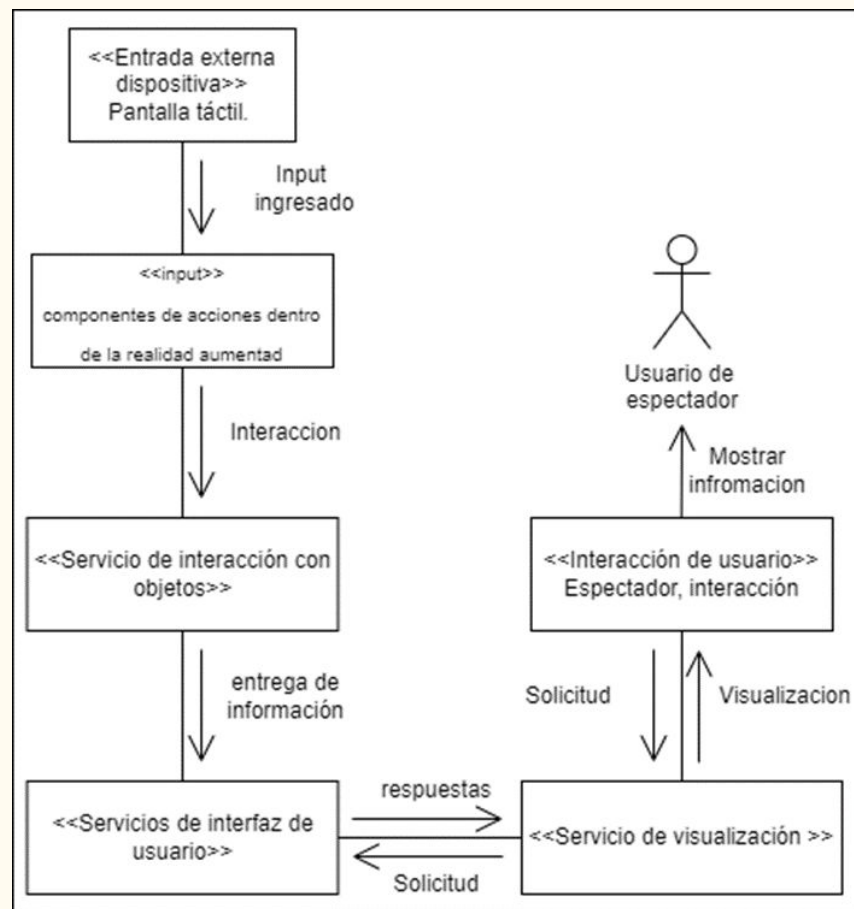 <<Entrada externa
dispositiva>>
Pantalla táctil.
Input
ingresado
<<input>>
componentes de acciones dentro
de la realidad aumentad
Interaccion
<<Servicio de interacción con
objetos>>
entrega de
información
<<Servicios de interfaz de
usuario>>
respuestas
Solicitud
<<Servicio de visualización >>
Solicitud
Visualizacion
<<Interacción de usuario>>
Espectador, interacción
Mostrar
infromacion
Usuario de
espectador